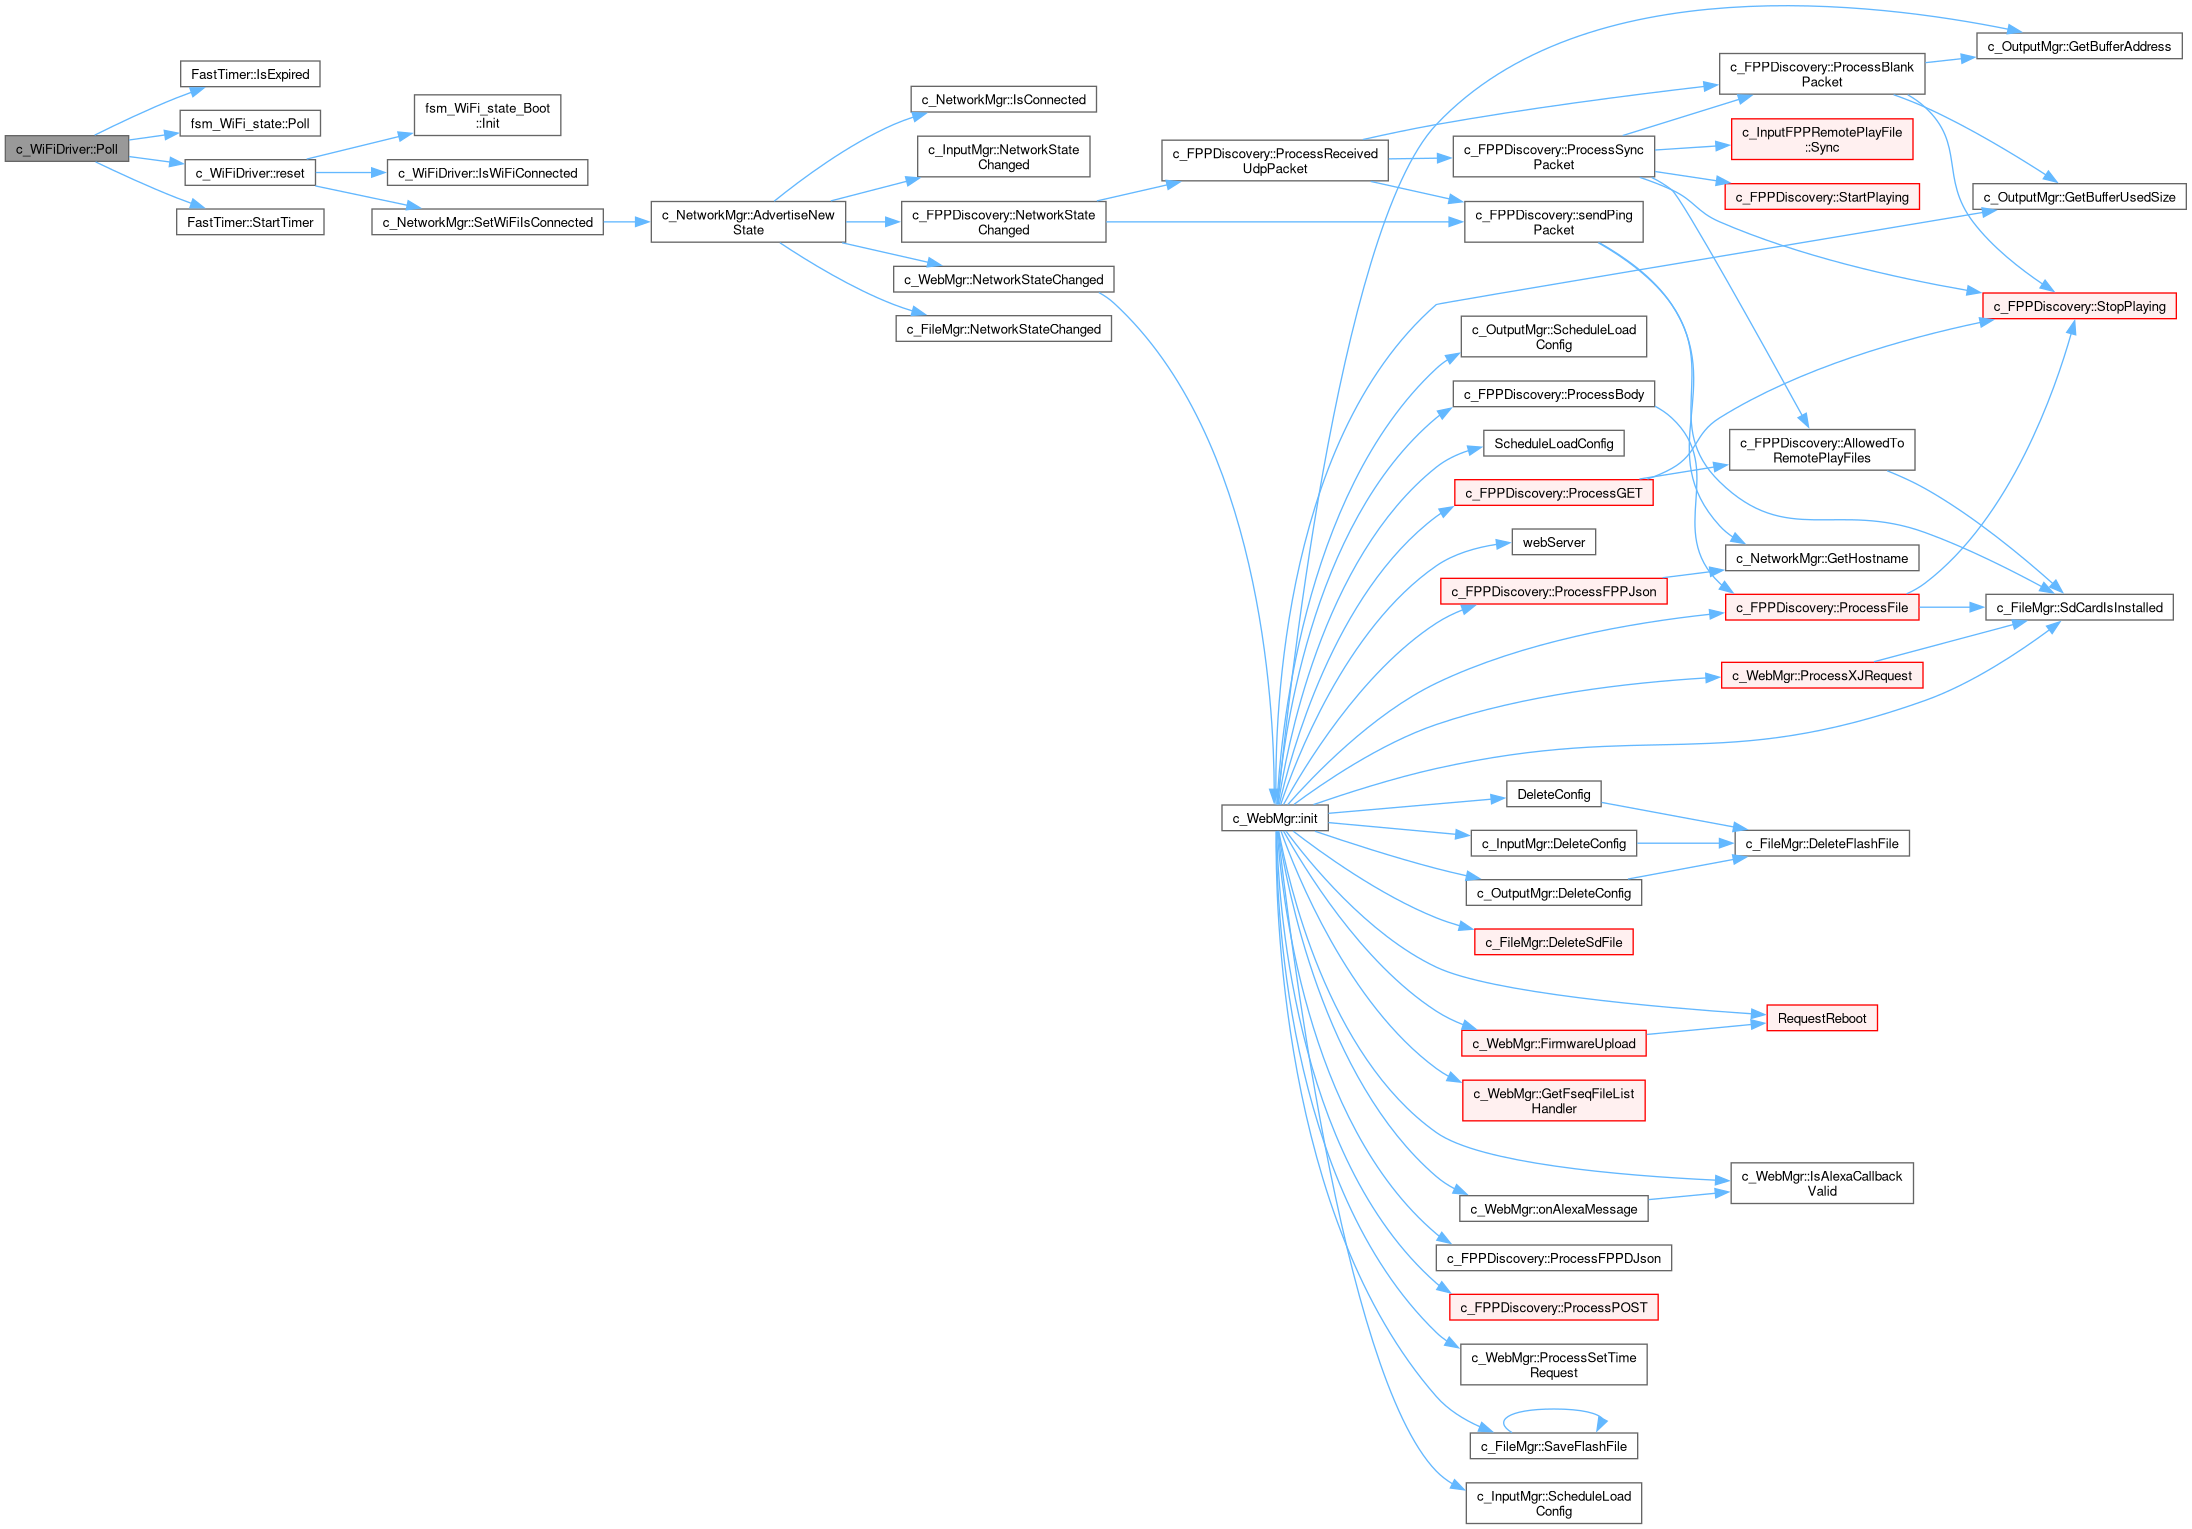 c_WiFiDriver::Poll
FastTimer::IsExpired
fsm_WiFi_state::Poll
c_WiFiDriver::reset
FastTimer::StartTimer
fsm_WiFi_state_Boot
::Init
c_WiFiDriver::IsWiFiConnected
c_NetworkMgr::SetWiFiIsConnected
c_NetworkMgr::AdvertiseNew
State
c_NetworkMgr::IsConnected
c_InputMgr::NetworkState
Changed
c_FPPDiscovery::NetworkState
Changed
c_WebMgr::NetworkStateChanged
c_FileMgr::NetworkStateChanged
c_FPPDiscovery::ProcessReceived
UdpPacket
c_WebMgr::init
c_FPPDiscovery::ProcessSync
Packet
c_FPPDiscovery::sendPing
Packet
c_OutputMgr::ScheduleLoad
Config
c_FPPDiscovery::ProcessBody
ScheduleLoadConfig
c_FPPDiscovery::ProcessGET
webServer
c_FPPDiscovery::ProcessFPPJson
DeleteConfig
c_InputMgr::DeleteConfig
c_OutputMgr::DeleteConfig
c_FileMgr::DeleteSdFile
c_WebMgr::FirmwareUpload
c_WebMgr::GetFseqFileList
Handler
c_WebMgr::onAlexaMessage
c_FPPDiscovery::ProcessFPPDJson
c_FPPDiscovery::ProcessPOST
c_WebMgr::ProcessSetTime
Request
c_FileMgr::SaveFlashFile
c_InputMgr::ScheduleLoad
Config
c_FPPDiscovery::ProcessBlank
Packet
c_InputFPPRemotePlayFile
::Sync
c_FPPDiscovery::StartPlaying
c_FPPDiscovery::AllowedTo
RemotePlayFiles
c_NetworkMgr::GetHostname
c_FPPDiscovery::ProcessFile
c_WebMgr::ProcessXJRequest
c_FileMgr::DeleteFlashFile
RequestReboot
c_WebMgr::IsAlexaCallback
Valid
c_OutputMgr::GetBufferAddress
c_OutputMgr::GetBufferUsedSize
c_FPPDiscovery::StopPlaying
c_FileMgr::SdCardIsInstalled